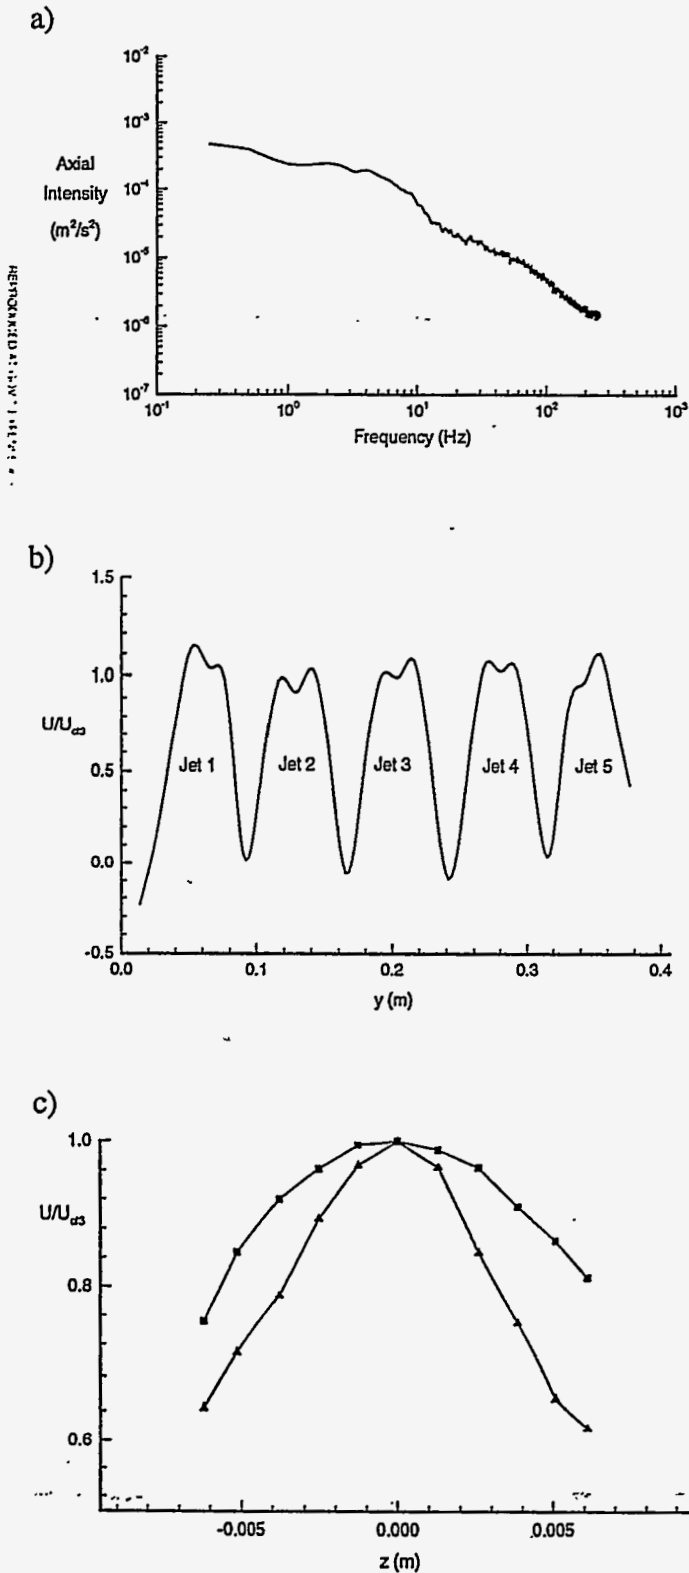 a)
10⁻²
10⁻³
Axial
Intensity
(m²/s²)
10⁻⁴
10⁻⁵
10⁻⁶
10⁻⁷
10⁻¹ 10⁰ 10¹ 10² 10³
Frequency (Hz)
b)
1.5
1.0
U/U
0.5
Jet 1 Jet 2 Jet 3 Jet 4 Jet 5
0.0
-0.5
0.0 0.1 0.2 0.3 0.4
y (m)
c)
1.0
U/U
0.8
0.6
-0.005 0.000 0.005
z (m)